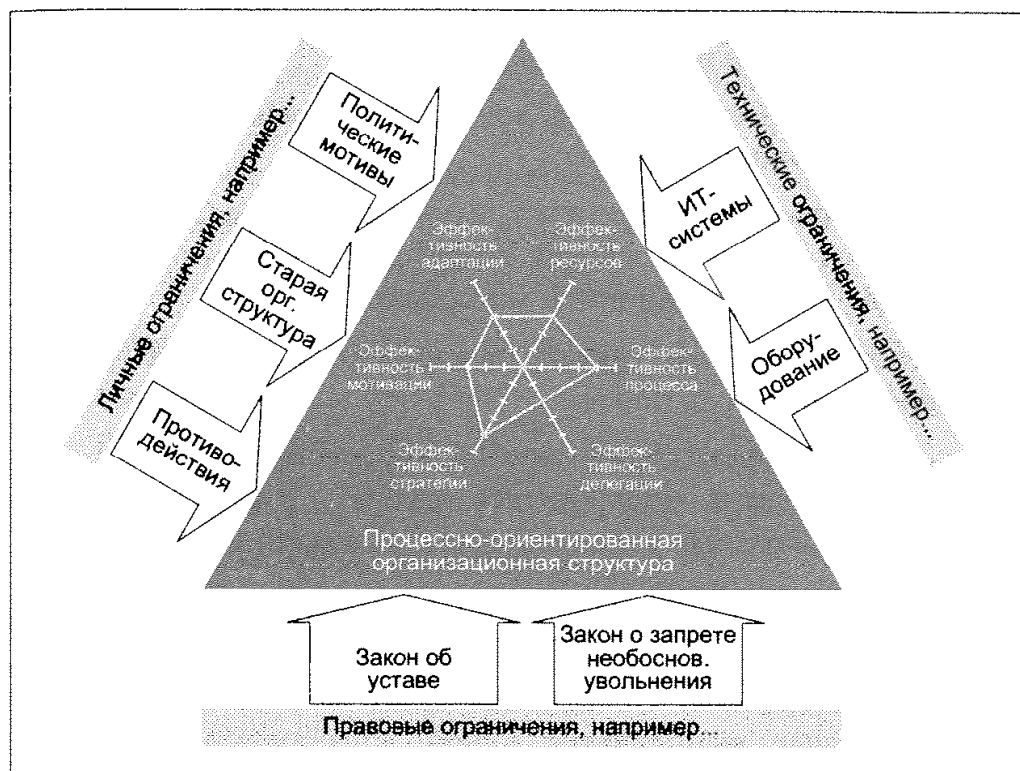 Личные ограничения, например...
Полити-
ческие
мотивы
Старая
орг.
структура
Противо-
действия
Технические ограничения, например...
ИТ-
системы
Обору-
дование
Эффек-
тивность
адаптации
Эффек-
тивность
ресурсов
Эффек-
тивность
мотивации
Эффек-
тивность
процесса
Эффек-
тивность
стратегии
Эффек-
тивность
делегации
Процессно-ориентированная
организационная структура
Закон об
уставе
Закон о запрете
необоснов.
увольнения
Правовые ограничения, например...